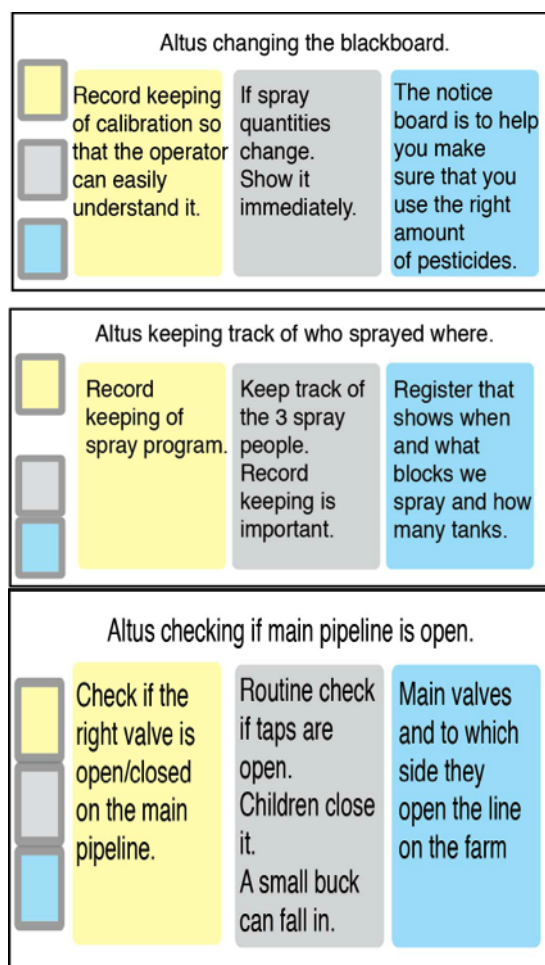 Altus changing the blackboard.
Record keeping
of calibration so
that the operator
can easily
understand it.
If spray
quantities
change.
Show it
immediately.
The notice
board is to help
you make
sure that you
use the right
amount
of pesticides.
Altus keeping track of who sprayed where.
Record
keeping of
spray program.
Keep track of
the 3 spray
people.
Record
keeping is
important.
Register that
shows when
and what
blocks we
spray and how
many tanks.
Altus checking if main pipeline is open.
Check if the
right valve is
open/closed
on the main
pipeline.
Routine check
if taps are
open.
Children close
it.
A small buck
can fall in.
Main valves
and to which
side they
open the line
on the farm